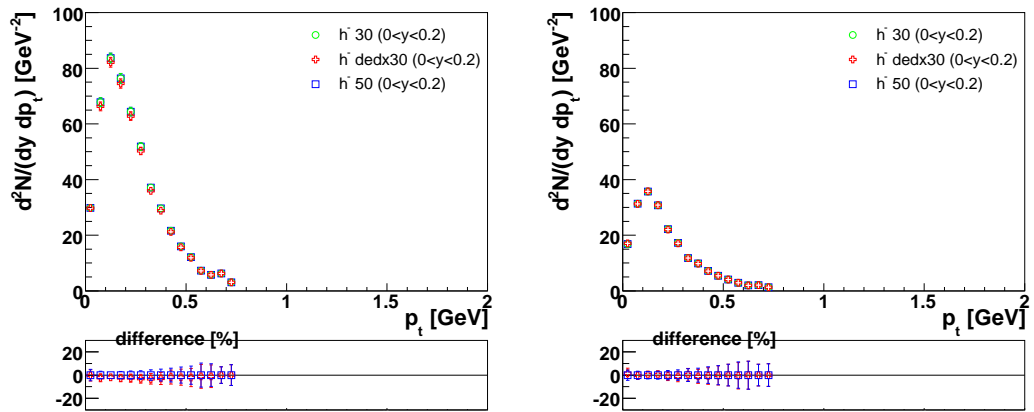 d²N/(dy dp_t) [GeV⁻²]
100
80
60
40
20
0
h⁻ 30 (0<y<0.2)
h⁻ dedx30 (0<y<0.2)
h⁻ 50 (0<y<0.2)
0 0.5 1 1.5 2
p_t [GeV]
difference [%]
20
0
-20
d²N/(dy dp_t) [GeV⁻²]
100
80
60
40
20
0
h⁻ 30 (0<y<0.2)
h⁻ dedx30 (0<y<0.2)
h⁻ 50 (0<y<0.2)
0 0.5 1 1.5 2
p_t [GeV]
difference [%]
20
0
-20